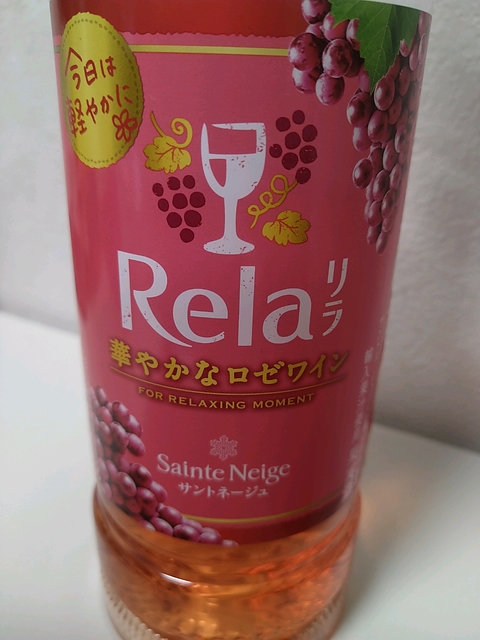 今日は
軽やかに
Rela
リラ
華やかなロゼワイン
FOR RELAXING MOMENT
Sainte Neige
サントネージュ